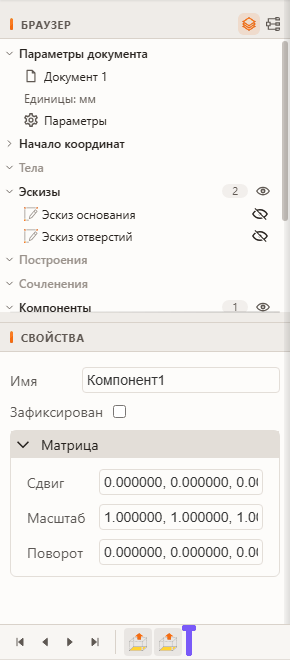 БРАУЗЕР
Параметры документа
Документ 1
Единицы: мм
Параметры
Начало координат
Тела
Эскизы 2
Эскиз основания
Эскиз отверстий
Построения
Сочленения
Компоненты 1
СВОЙСТВА
Имя Компонент1
Зафиксирован
Матрица
Сдвиг 0.000000, 0.000000, 0.00
Масштаб 1.000000, 1.000000, 1.00
Поворот 0.000000, 0.000000, 0.00